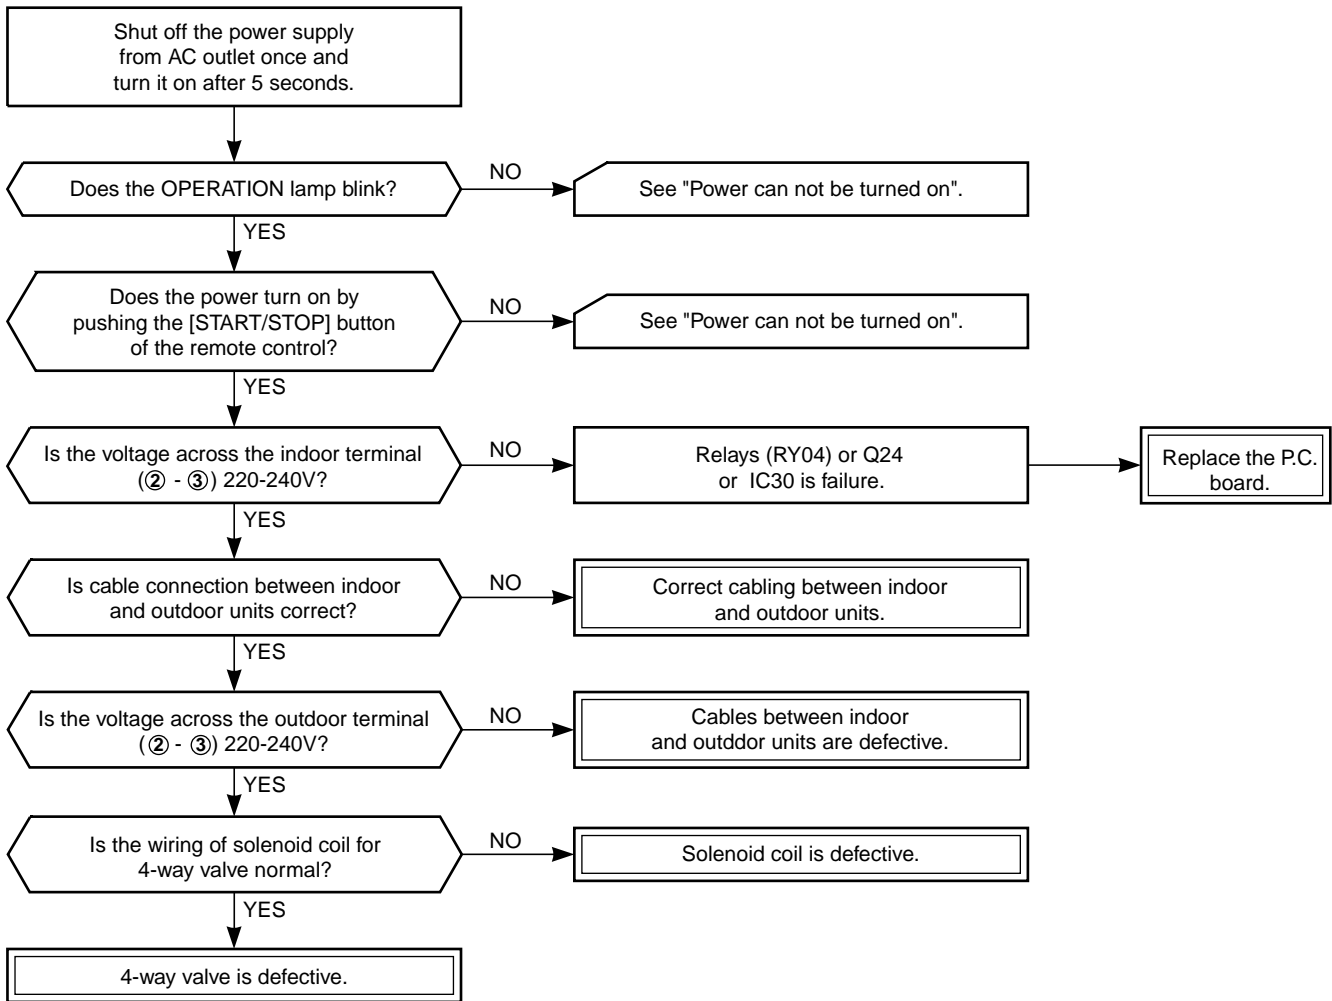 Shut off the power supply
from AC outlet once and
turn it on after 5 seconds.
Does the OPERATION lamp blink?
NO
See "Power can not be turned on".
YES
Does the power turn on by
pushing the [START/STOP] button
of the remote control?
NO
See "Power can not be turned on".
YES
Is the voltage across the indoor terminal
(② - ③) 220-240V?
NO
Relays (RY04) or Q24
or IC30 is failure.
Replace the P.C.
board.
YES
Is cable connection between indoor
and outdoor units correct?
NO
Correct cabling between indoor
and outdoor units.
YES
Is the voltage across the outdoor terminal
(② - ③) 220-240V?
NO
Cables between indoor
and outddor units are defective.
YES
Is the wiring of solenoid coil for
4-way valve normal?
NO
Solenoid coil is defective.
YES
4-way valve is defective.